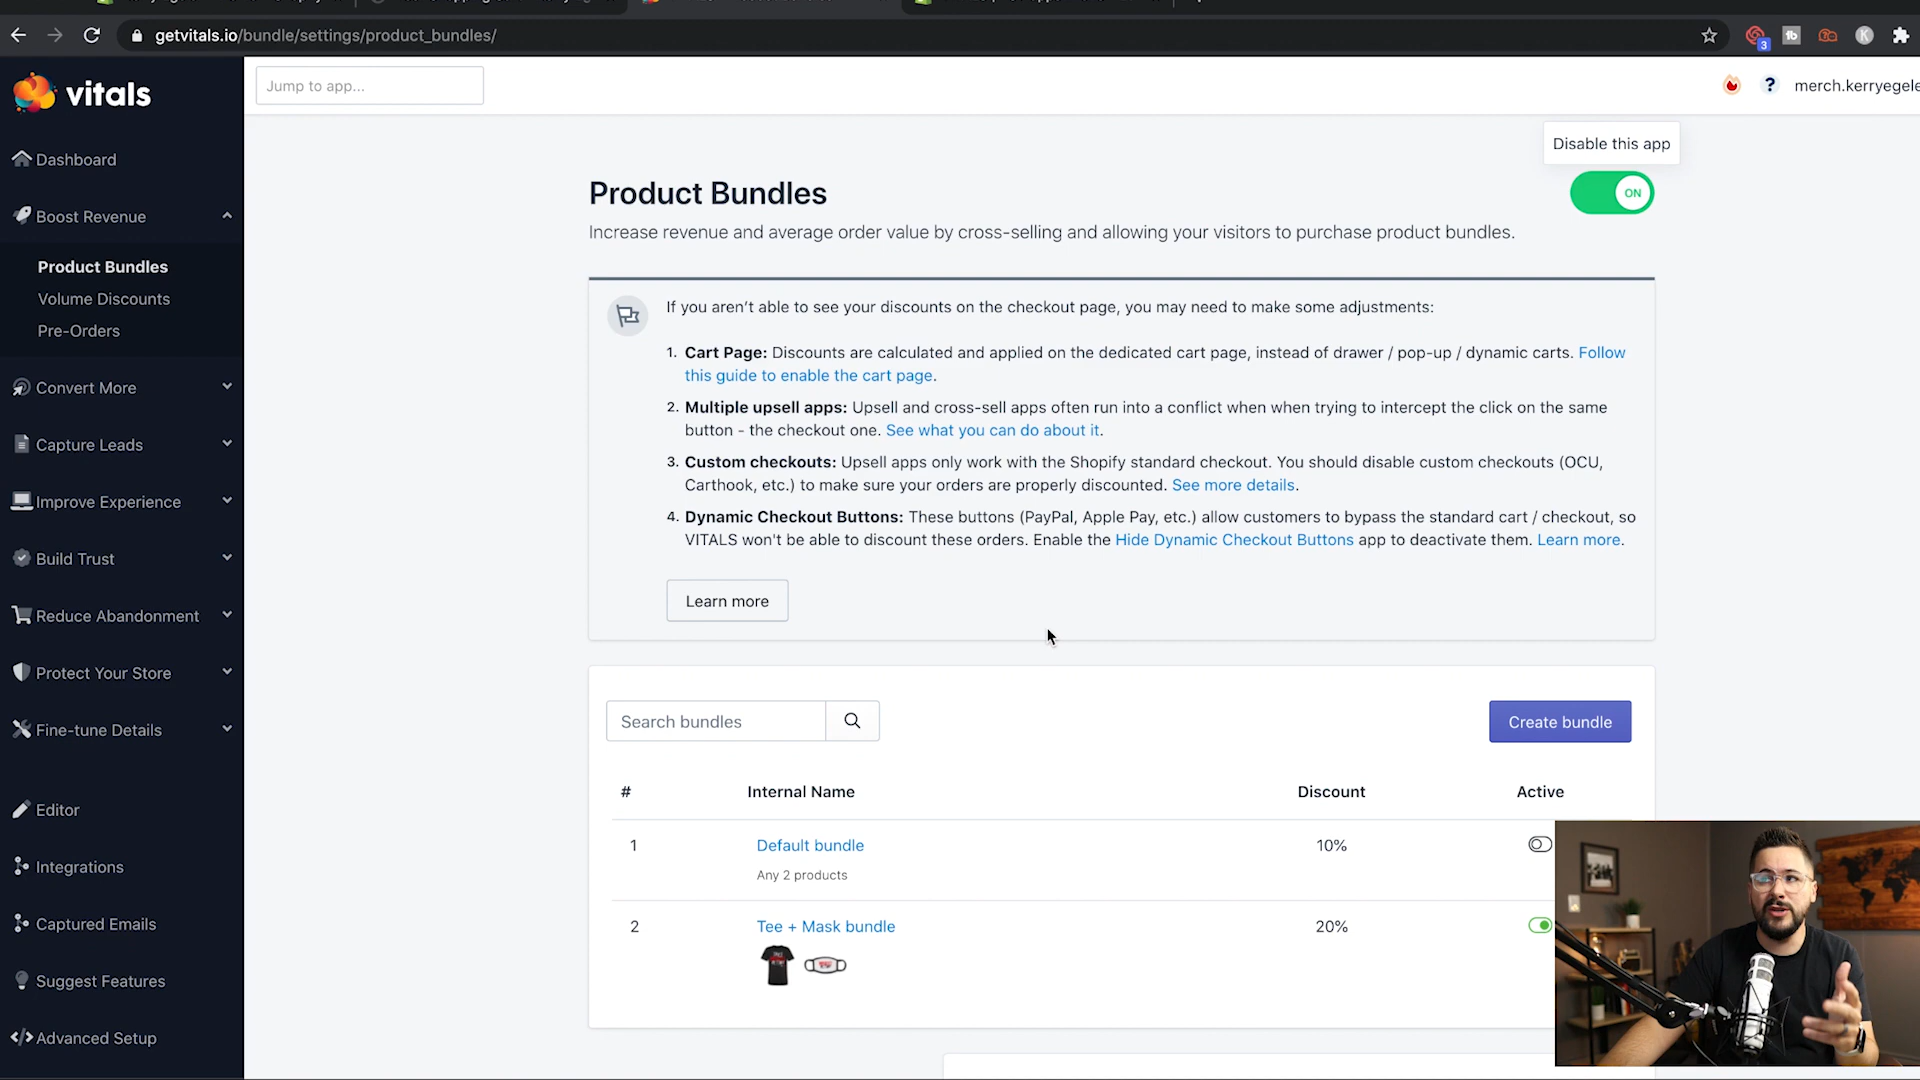 getvitals.io/bundle/settings/product_bundles/
3
tb
K
vitals
Jump to app...
?
merch.kerryegele
Dashboard
Boost Revenue
Product Bundles
Volume Discounts
Pre-Orders
Convert More
Capture Leads
Improve Experience
Build Trust
Reduce Abandonment
Protect Your Store
Fine-tune Details
Editor
Integrations
Captured Emails
Suggest Features
Advanced Setup
Disable this app
Product Bundles
ON
Increase revenue and average order value by cross-selling and allowing your visitors to purchase product bundles.
If you aren’t able to see your discounts on the checkout page, you may need to make some adjustments:
1. Cart Page: Discounts are calculated and applied on the dedicated cart page, instead of drawer / pop-up / dynamic carts. Follow
this guide to enable the cart page.
2. Multiple upsell apps: Upsell and cross-sell apps often run into a conflict when when trying to intercept the click on the same
button - the checkout one. See what you can do about it.
3. Custom checkouts: Upsell apps only work with the Shopify standard checkout. You should disable custom checkouts (OCU,
Carthook, etc.) to make sure your orders are properly discounted. See more details.
4. Dynamic Checkout Buttons: These buttons (PayPal, Apple Pay, etc.) allow customers to bypass the standard cart / checkout, so
VITALS won't be able to discount these orders. Enable the Hide Dynamic Checkout Buttons app to deactivate them. Learn more.
Learn more
Search bundles
Create bundle
# Internal Name Discount Active
1 Default bundle 10%
Any 2 products
2 Tee + Mask bundle 20%